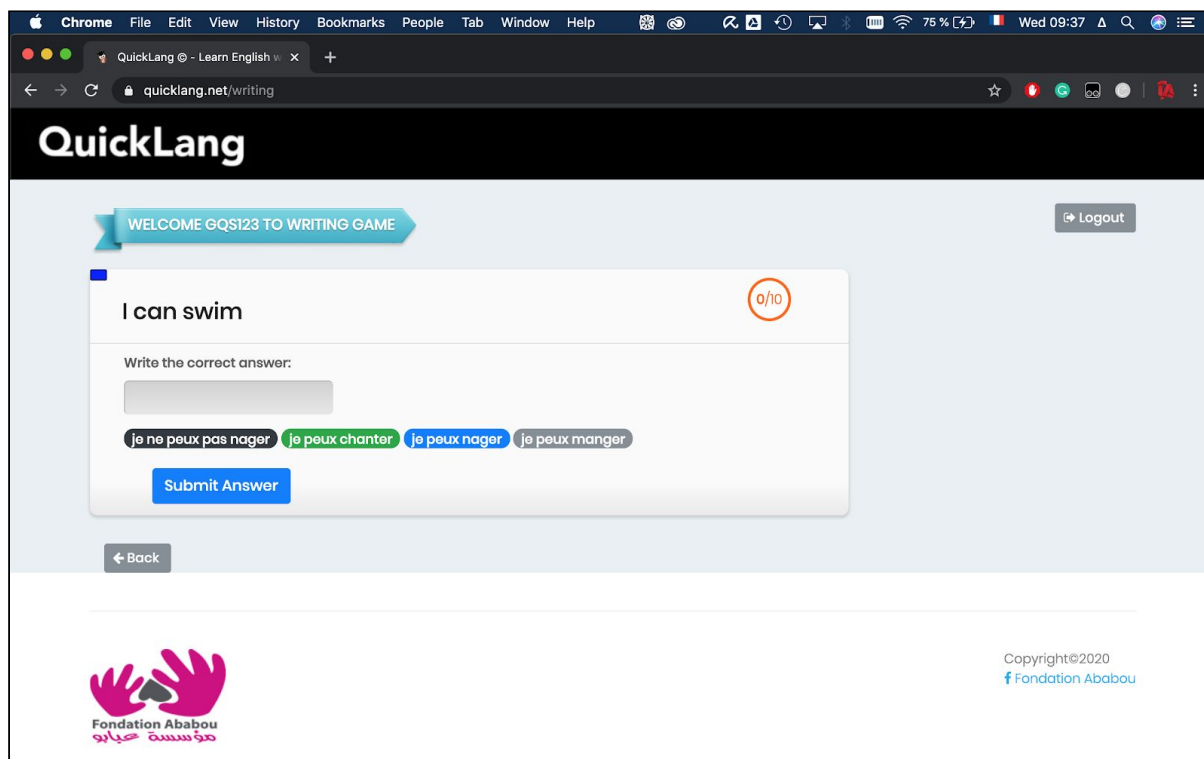 Chrome File Edit View History Bookmarks People Tab Window Help 75 % Wed 09:37
QuickLang © - Learn English w
quicklang.net/writing
QuickLang
WELCOME GQS123 TO WRITING GAME
Logout
I can swim
0/10
Write the correct answer:
je ne peux pas nager je peux chanter je peux nager je peux manger
Submit Answer
Back
Copyright©2020
Fondation Ababou
Fondation Ababou
مؤسسة عبابو